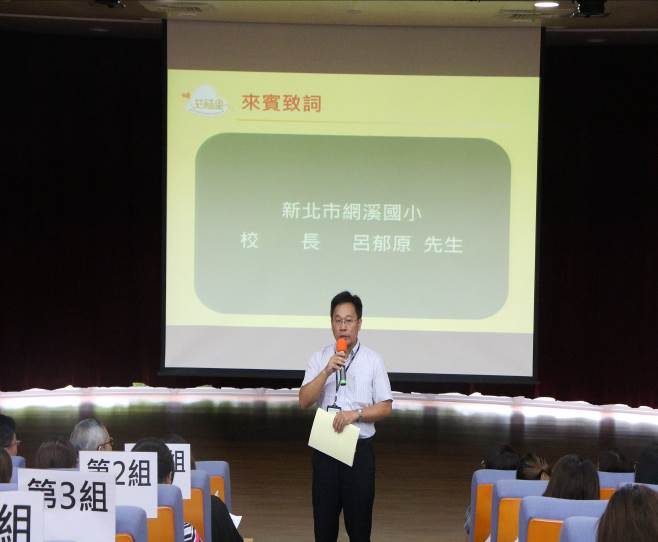 來賓致詞
新北市網溪國小
校 長 呂郁原 先生
第2組
第3組
組
組